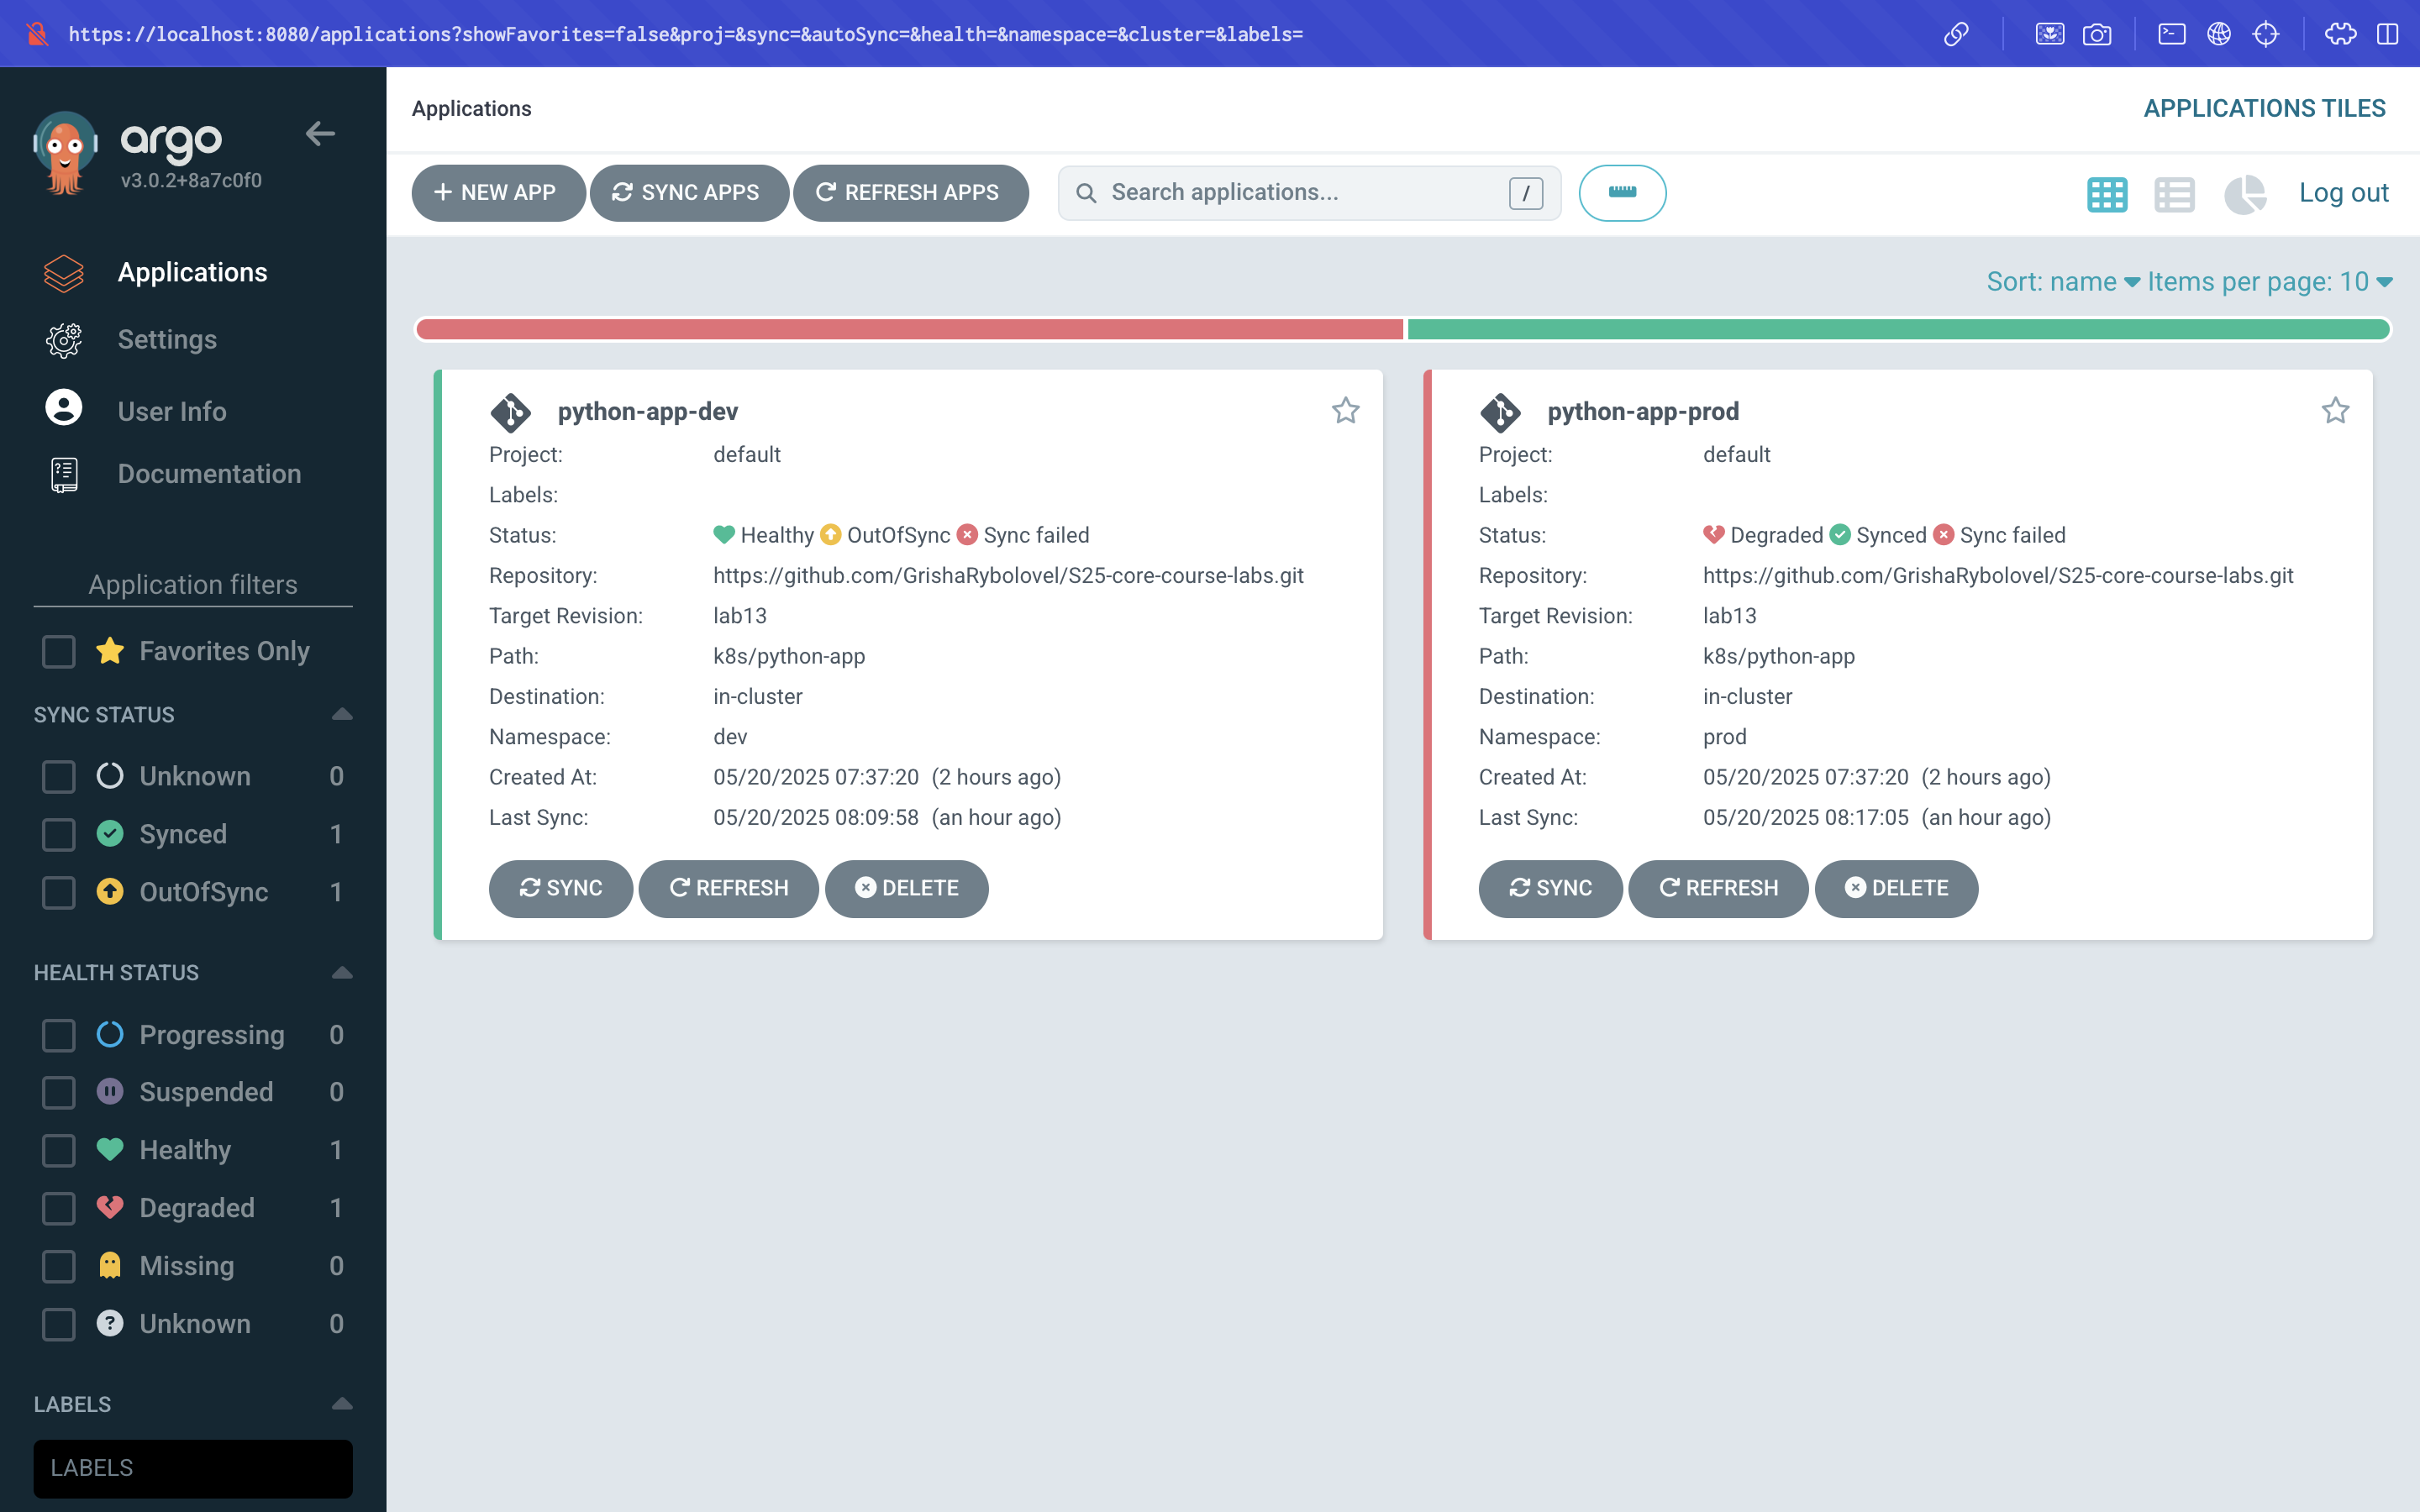 https://localhost:8080/applications?showFavorites=false&proj=&sync=&autoSync=&health=&namespace=&cluster=&labels=
argo
v3.0.2+8a7c0f0
Applications
Settings
User Info
Documentation
Application filters
Favorites Only
SYNC STATUS
Unknown 0
Synced 1
OutOfSync 1
HEALTH STATUS
Progressing 0
Suspended 0
Healthy 1
Degraded 1
Missing 0
Unknown 0
LABELS
LABELS
Applications
APPLICATIONS TILES
NEW APP SYNC APPS REFRESH APPS Search applications... / Log out
Sort: name Items per page: 10
python-app-dev
Project: default
Labels:
Status: Healthy OutOfSync Sync failed
Repository: https://github.com/GrishaRybolovel/S25-core-course-labs.git
Target Revision: lab13
Path: k8s/python-app
Destination: in-cluster
Namespace: dev
Created At: 05/20/2025 07:37:20 (2 hours ago)
Last Sync: 05/20/2025 08:09:58 (an hour ago)
SYNC REFRESH DELETE
python-app-prod
Project: default
Labels:
Status: Degraded Synced Sync failed
Repository: https://github.com/GrishaRybolovel/S25-core-course-labs.git
Target Revision: lab13
Path: k8s/python-app
Destination: in-cluster
Namespace: prod
Created At: 05/20/2025 07:37:20 (2 hours ago)
Last Sync: 05/20/2025 08:17:05 (an hour ago)
SYNC REFRESH DELETE